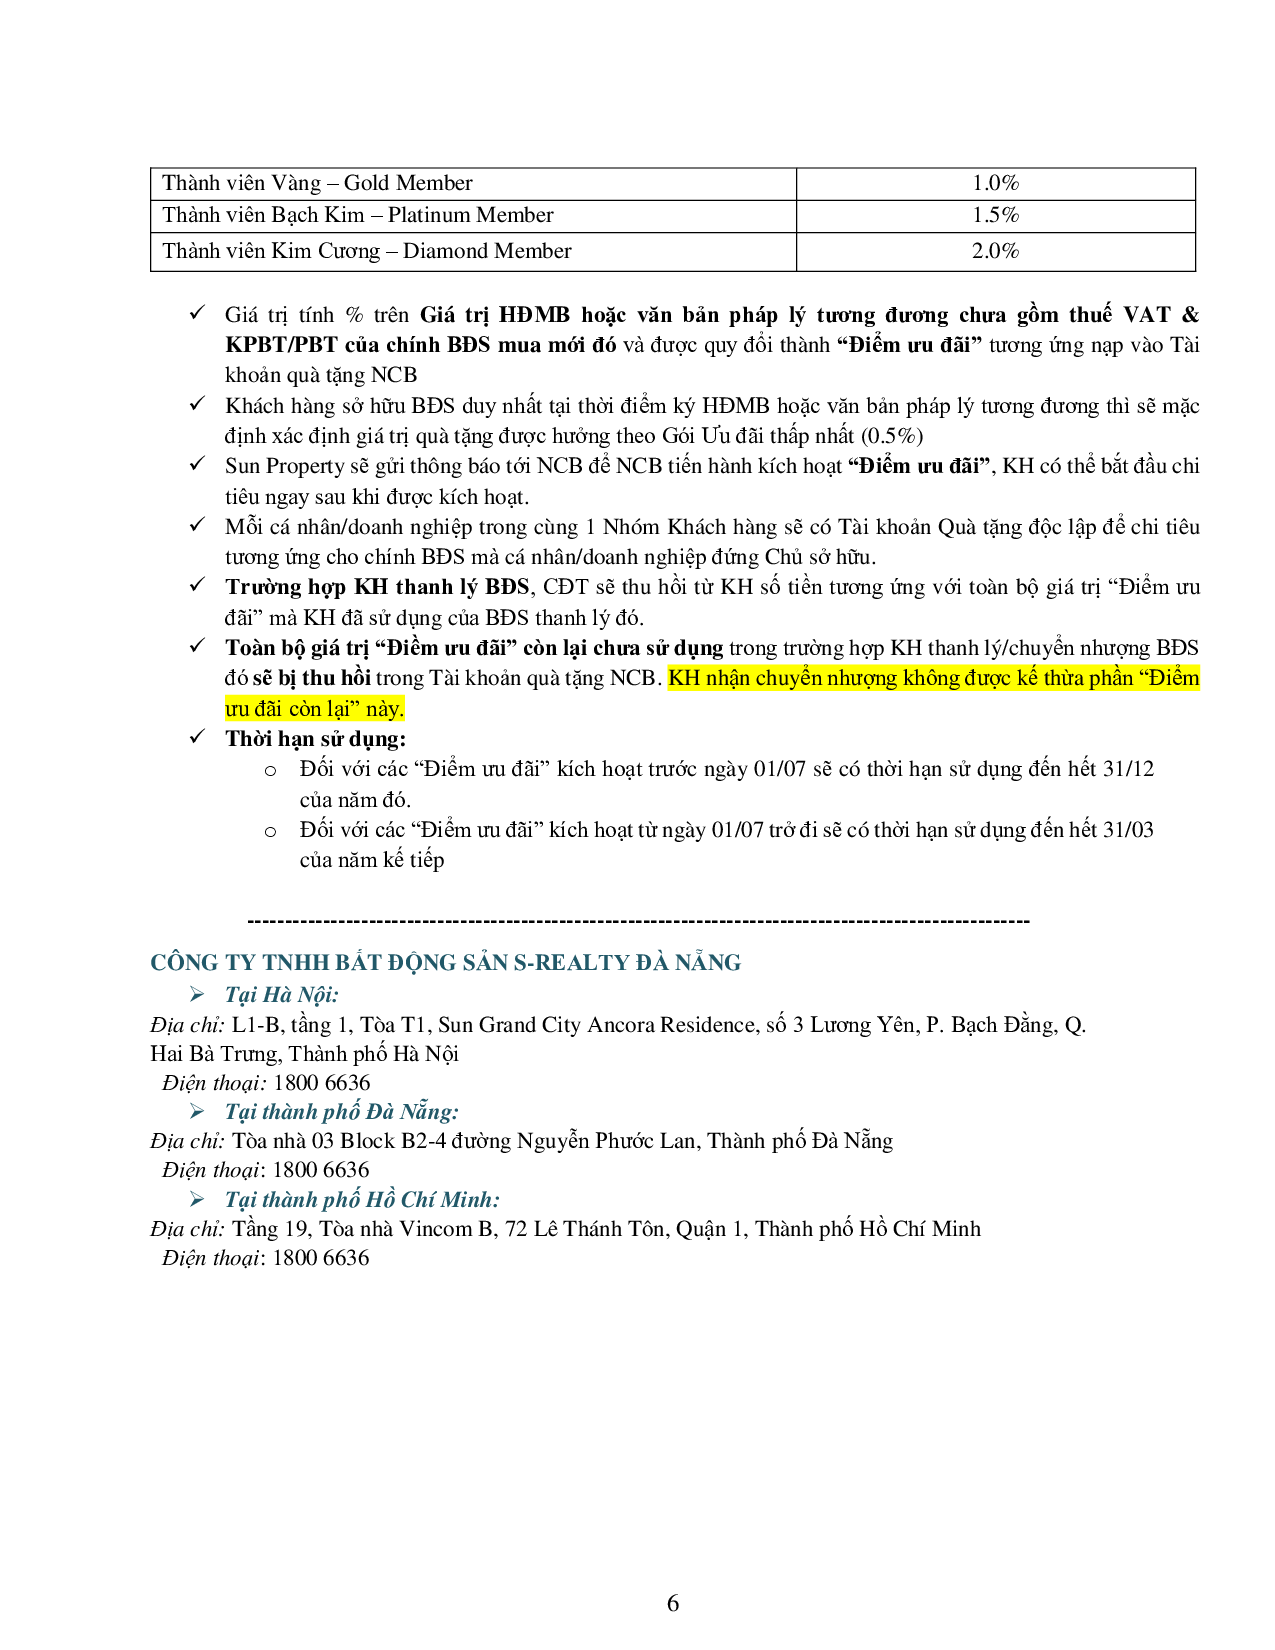 Thành viên Vàng – Gold Member 1.0%
Thành viên Bạch Kim – Platinum Member 1.5%
Thành viên Kim Cương – Diamond Member 2.0%
✓ Giá trị tính % trên Giá trị HĐMB hoặc văn bản pháp lý tương đương chưa gồm thuế VAT &
KPBT/PBT của chính BĐS mua mới đó và được quy đổi thành “Điểm ưu đãi” tương ứng nạp vào Tài
khoản quà tặng NCB
✓ Khách hàng sở hữu BĐS duy nhất tại thời điểm ký HĐMB hoặc văn bản pháp lý tương đương thì sẽ mặc
định xác định giá trị quà tặng được hưởng theo Gói Ưu đãi thấp nhất (0.5%)
✓ Sun Property sẽ gửi thông báo tới NCB để NCB tiến hành kích hoạt “Điểm ưu đãi”, KH có thể bắt đầu chi
tiêu ngay sau khi được kích hoạt.
✓ Mỗi cá nhân/doanh nghiệp trong cùng 1 Nhóm Khách hàng sẽ có Tài khoản Quà tặng độc lập để chi tiêu
tương ứng cho chính BĐS mà cá nhân/doanh nghiệp đứng Chủ sở hữu.
✓ Trường hợp KH thanh lý BĐS, CĐT sẽ thu hồi từ KH số tiền tương ứng với toàn bộ giá trị “Điểm ưu
đãi” mà KH đã sử dụng của BĐS thanh lý đó.
✓ Toàn bộ giá trị “Điềm ưu đãi” còn lại chưa sử dụng trong trường hợp KH thanh lý/chuyển nhượng BĐS
đó sẽ bị thu hồi trong Tài khoản quà tặng NCB. KH nhận chuyển nhượng không được kế thừa phần “Điểm
ưu đãi còn lại” này.
✓ Thời hạn sử dụng:
o Đối với các “Điểm ưu đãi” kích hoạt trước ngày 01/07 sẽ có thời hạn sử dụng đến hết 31/12
của năm đó.
o Đối với các “Điểm ưu đãi” kích hoạt từ ngày 01/07 trở đi sẽ có thời hạn sử dụng đến hết 31/03
của năm kế tiếp
--------------------------------------------------------------------------------------------------------
CÔNG TY TNHH BẤT ĐỘNG SẢN S-REALTY ĐÀ NẴNG
➢ Tại Hà Nội:
Địa chỉ: L1-B, tầng 1, Tòa T1, Sun Grand City Ancora Residence, số 3 Lương Yên, P. Bạch Đằng, Q.
Hai Bà Trưng, Thành phố Hà Nội
Điện thoại: 1800 6636
➢ Tại thành phố Đà Nẵng:
Địa chỉ: Tòa nhà 03 Block B2-4 đường Nguyễn Phước Lan, Thành phố Đà Nẵng
Điện thoại: 1800 6636
➢ Tại thành phố Hồ Chí Minh:
Địa chỉ: Tầng 19, Tòa nhà Vincom B, 72 Lê Thánh Tôn, Quận 1, Thành phố Hồ Chí Minh
Điện thoại: 1800 6636
6